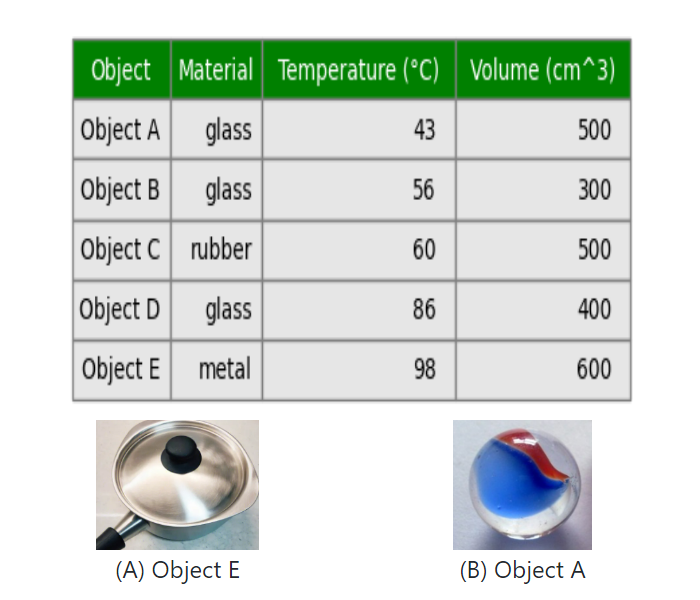 Object Material Temperature (°C) Volume (cm^3)
Object A glass 43 500
Object B glass 56 300
Object C rubber 60 500
Object D glass 86 400
Object E metal 98 600
(A) Object E (B) Object A